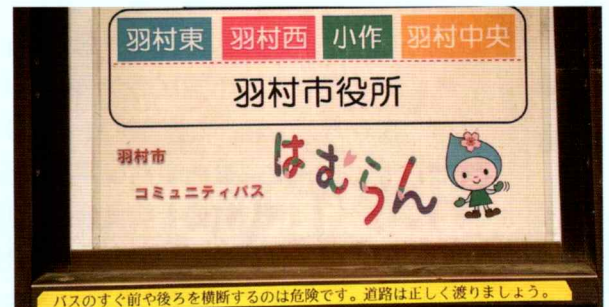 羽村東 羽村西 小作 羽村中央
羽村市役所
羽村市
コミュニティバス
はむらん
バスのすぐ前や後ろを横断するのは危険です。道路は正しく渡りましょう。